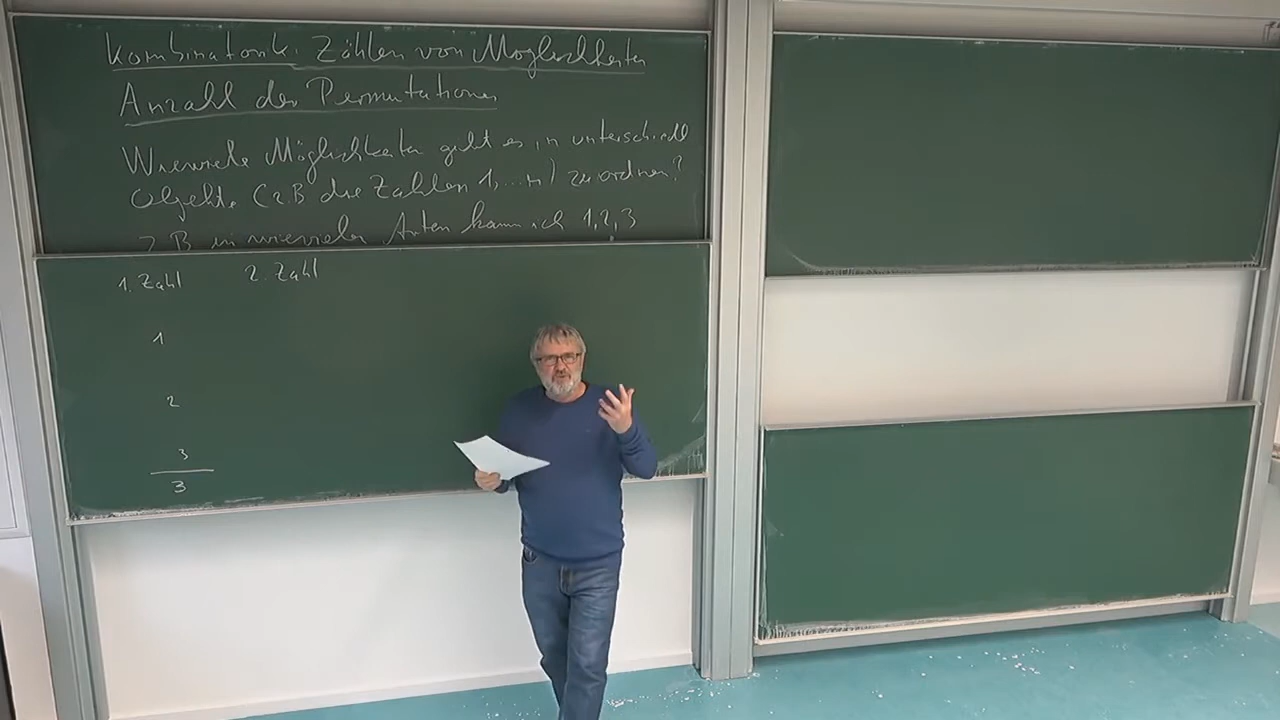 Kombinatorik: Zählen von Möglichkeiten
Anzahl der Permutationen
Wieviele Möglichkeiten gibt es, n unterschiedl
Objekte (z.B die Zahlen 1,...n) zu ordnen?
z B in wievielen Arten kann ich 1,2,3
1. Zahl 2. Zahl
1
2
3
3